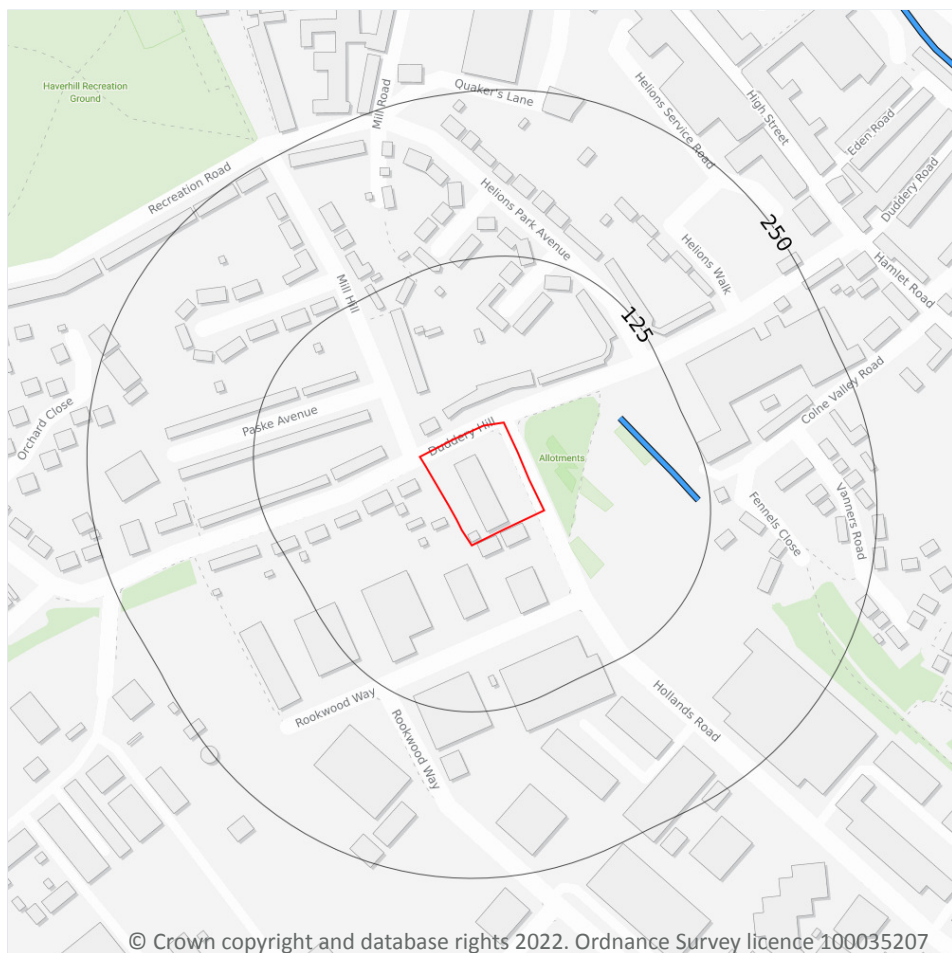 Haverhill Recreation
Ground
Quaker's Lane
Mill Road
Helions Service Road
High Street
Eden Road
Duddery Road
Recreation Road
Helions Park Avenue
250
Helions Walk
Hamlet Road
Mill Hill
125
Colne Valley Road
Orchard Close
Paske Avenue
Duddery Hill
Allotments
Vanners Road
Fennels Close
Rookwood Way
Hollands Road
Rookwood Way
© Crown copyright and database rights 2022. Ordnance Survey licence 100035207